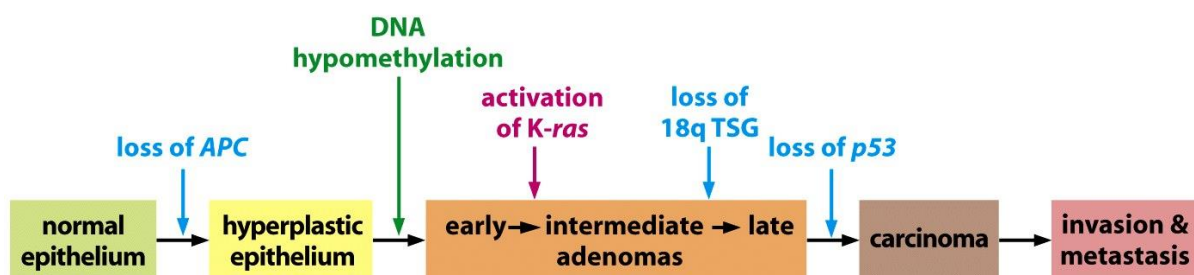 DNA
hypomethylation
activation
of K-ras
loss of
18q TSG
loss of APC
loss of p53
normal
epithelium
hyperplastic
epithelium
early → intermediate → late
adenomas
carcinoma
invasion &
metastasis